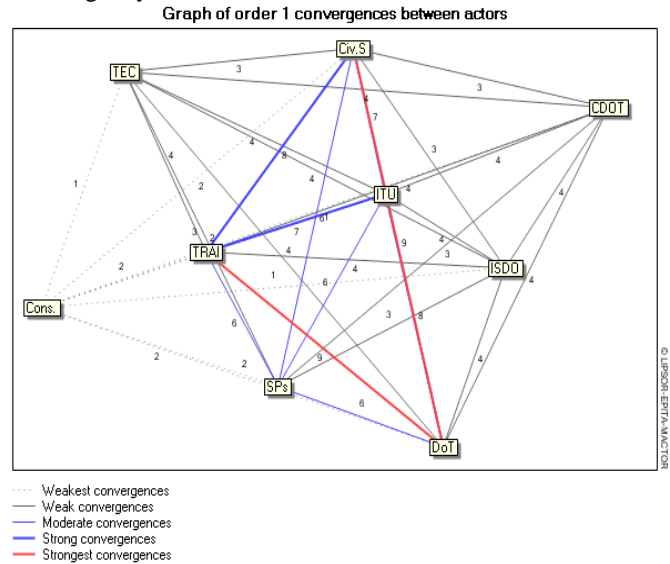 Graph of order 1 convergences between actors
Civ.S
TEC
3
3
CDOT
4
7
4
8
3
4
4
4
1
2
4
ITU
4
4
3
2
7
61
9
4
TRAI
4
3
2
ISDO
4
1
6
4
Cons.
3
8
6
2
2
9
4
SPs
6
DoT
© LIPSOR-EPITA-MACTOR
Weakest convergences
Weak convergences
Moderate convergences
Strong convergences
Strongest convergences